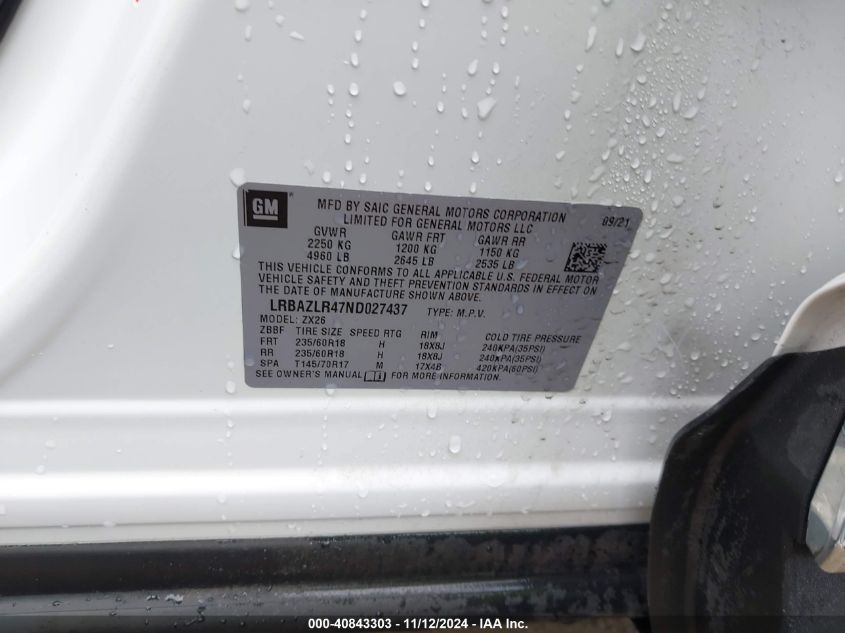 GM
MFD BY SAIC GENERAL MOTORS CORPORATION 09/21
LIMITED FOR GENERAL MOTORS LLC
GVWR GAWR FRT GAWR RR
2250 KG 1200 KG 1150 KG
4960 LB 2645 LB 2535 LB
THIS VEHICLE CONFORMS TO ALL APPLICABLE U.S. FEDERAL MOTOR
VEHICLE SAFETY AND THEFT PREVENTION STANDARDS IN EFFECT ON
THE DATE OF MANUFACTURE SHOWN ABOVE.
LRBAZLR47ND027437 TYPE: M.P.V.
MODEL: ZX26
ZBBF TIRE SIZE SPEED RTG RIM COLD TIRE PRESSURE
FRT 235/60R18 H 18X8J 240KPA(35PSI)
RR 235/60R18 H 18X8J 240KPA(35PSI)
SPA T145/70R17 M 17X4B 420KPA(60PSI)
SEE OWNER'S MANUAL FOR MORE INFORMATION.
000-40843303 - 11/12/2024 - IAA Inc.